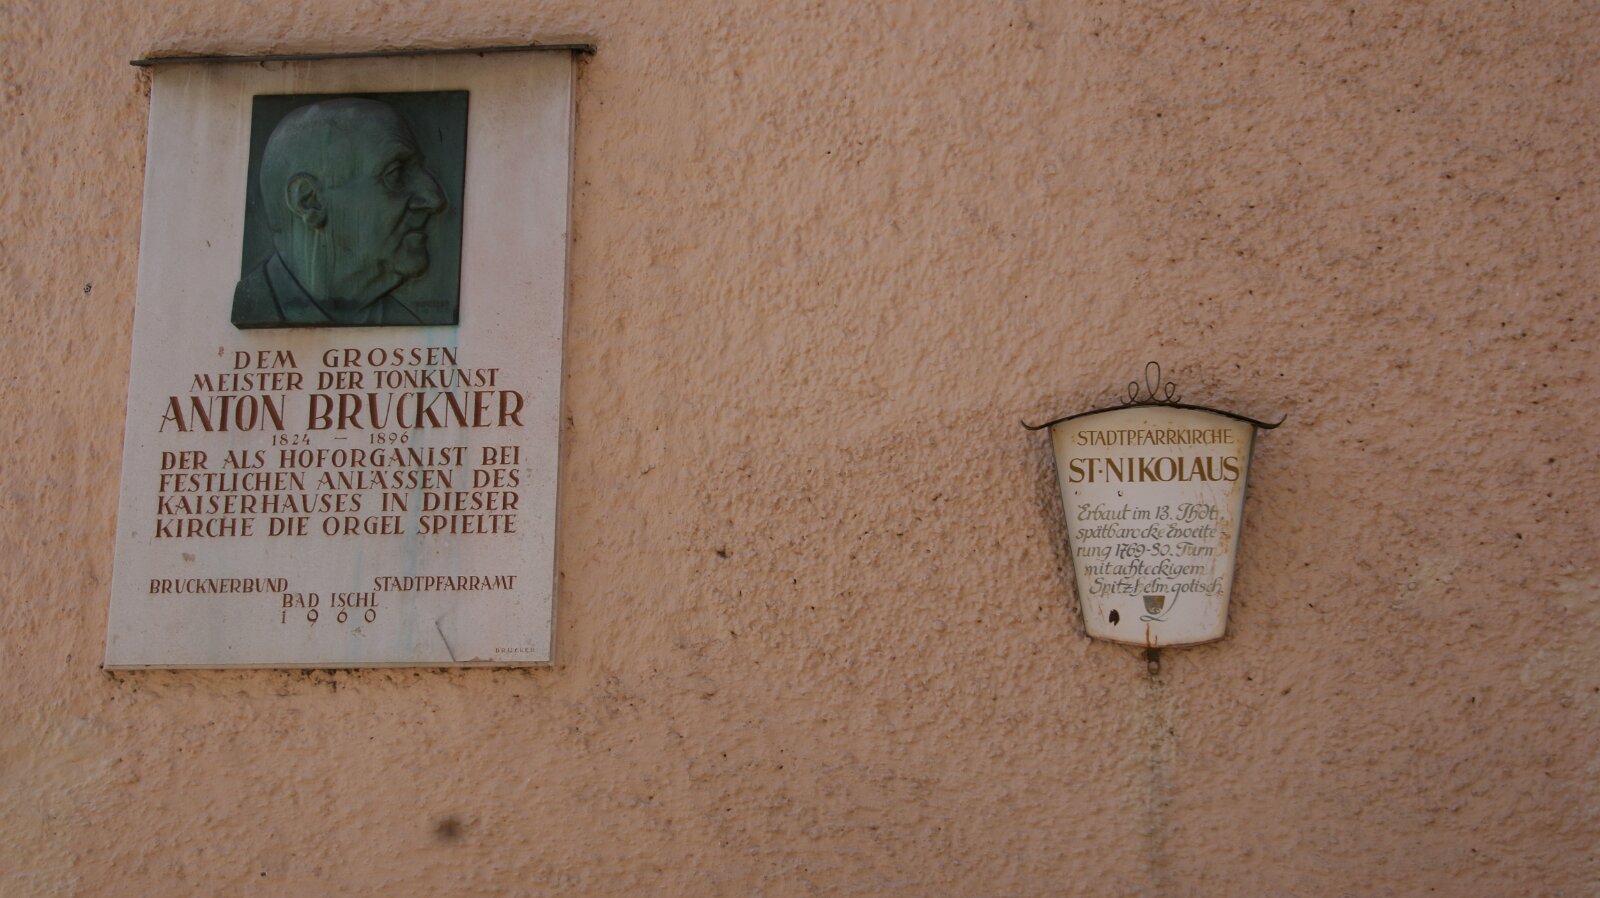 DEM GROSSEN
MEISTER DER TONKUNST
ANTON BRUCKNER
1824 – 1896
DER ALS HOFORGANIST BEI
FESTLICHEN ANLÄSSEN DES
KAISERHAUSES IN DIESER
KIRCHE DIE ORGEL SPIELTE
BRUCKNERBUND STADTPFARRAMT
BAD ISCHL
1960
BRUCKER
STADTPFARRKIRCHE
ST·NIKOLAUS
Erbaut im 13. Jhdt.,
spätbarocke Erweite-
rung 1769-80. Turm
mit achteckigem
Spitzhelm gotisch.